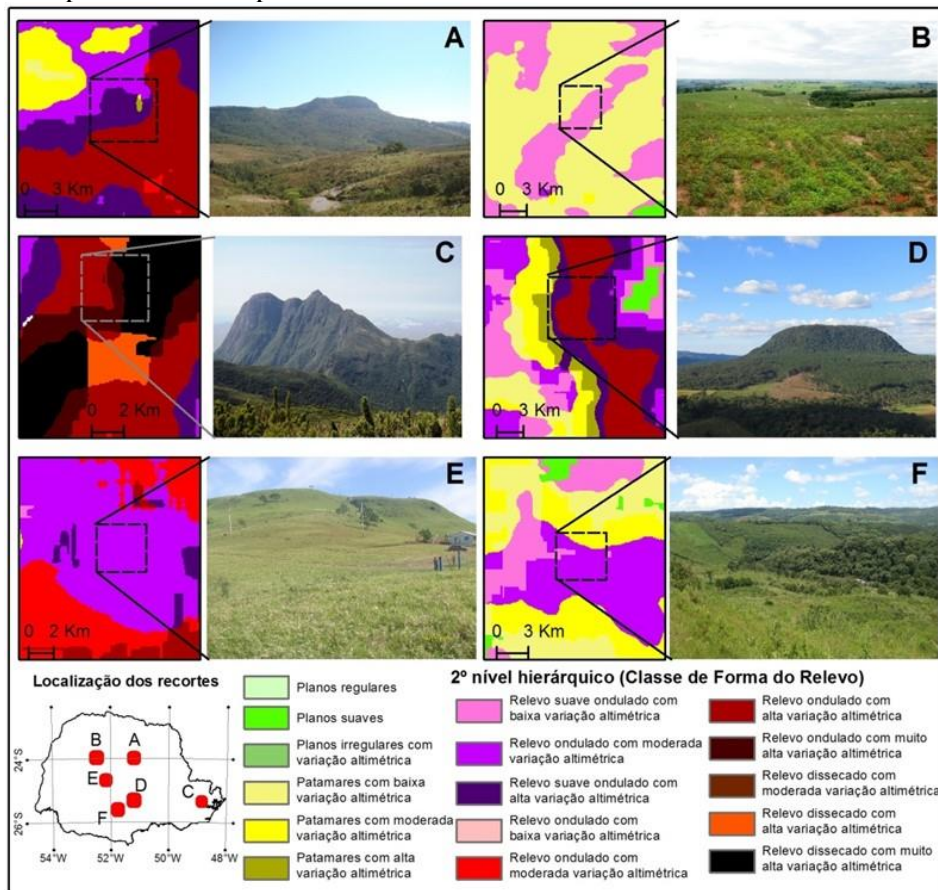 A
0 3 Km
B
0 3 Km
C
0 2 Km
D
0 3 Km
E
0 2 Km
F
0 3 Km
Localização dos recortes
B
A
E
D
F
C
24°S
26°S
54°W
52°W
50°W
48°W
2º nível hierárquico (Classe de Forma do Relevo)
Planos regulares
Planos suaves
Planos irregulares com
variação altimétrica
Patamares com baixa
variação altimétrica
Patamares com moderada
variação altimétrica
Patamares com alta
variação altimétrica
Relevo suave ondulado com
baixa variação altimétrica
Relevo ondulado com moderada
variação altimétrica
Relevo suave ondulado com
alta variação altimétrica
Relevo ondulado com
baixa variação altimétrica
Relevo ondulado com
moderada variação altimétrica
Relevo ondulado com
alta variação altimétrica
Relevo ondulado com muito
alta variação altimétrica
Relevo dissecado com
moderada variação altimétrica
Relevo dissecado com
alta variação altimétrica
Relevo dissecado com muito
alta variação altimétrica